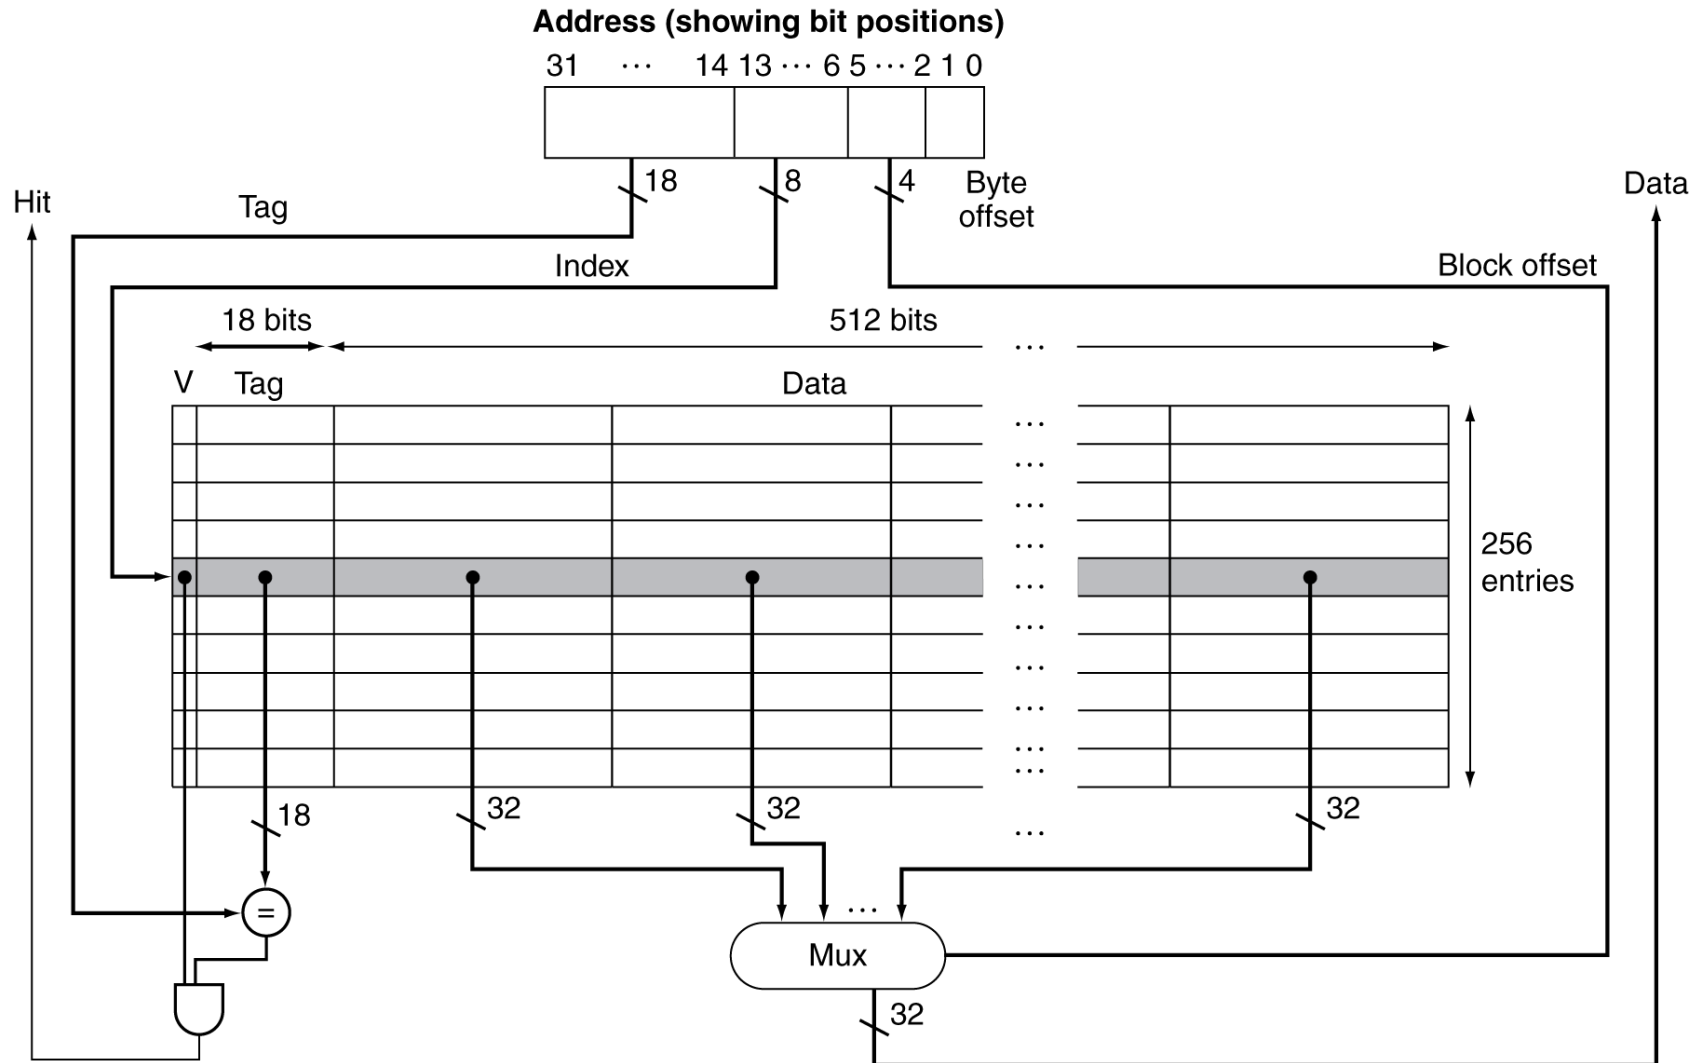 Address (showing bit positions)
31 ··· 14 13 ··· 6 5 ··· 2 1 0
18
8
4
Byte
offset
Hit
Tag
Data
Index
Block offset
18 bits
512 bits
···
V
Tag
Data
···
···
···
···
256
entries
···
···
···
···
···
···
18
32
32
···
32
=
···
Mux
32